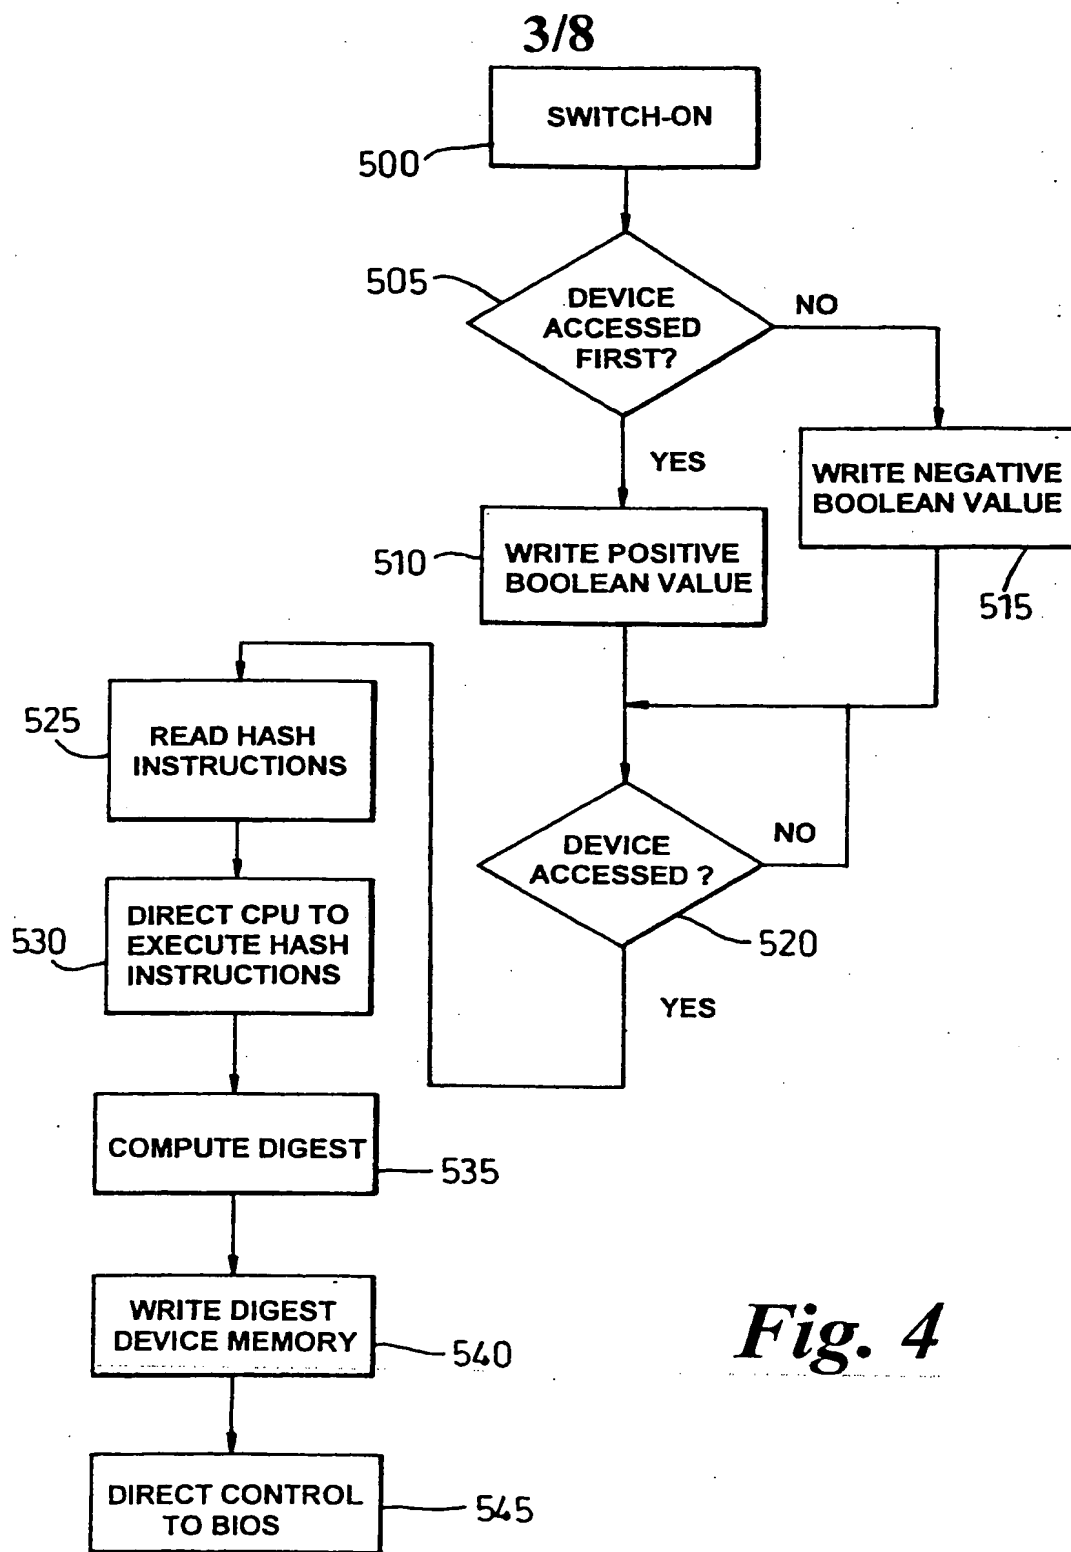 3/8
SWITCH-ON
500
505
DEVICE
ACCESSED
FIRST?
NO
YES
WRITE NEGATIVE
BOOLEAN VALUE
515
510
WRITE POSITIVE
BOOLEAN VALUE
525
READ HASH
INSTRUCTIONS
DEVICE
ACCESSED ?
NO
520
YES
530
DIRECT CPU TO
EXECUTE HASH
INSTRUCTIONS
COMPUTE DIGEST
535
WRITE DIGEST
DEVICE MEMORY
540
Fig. 4
DIRECT CONTROL
TO BIOS
545